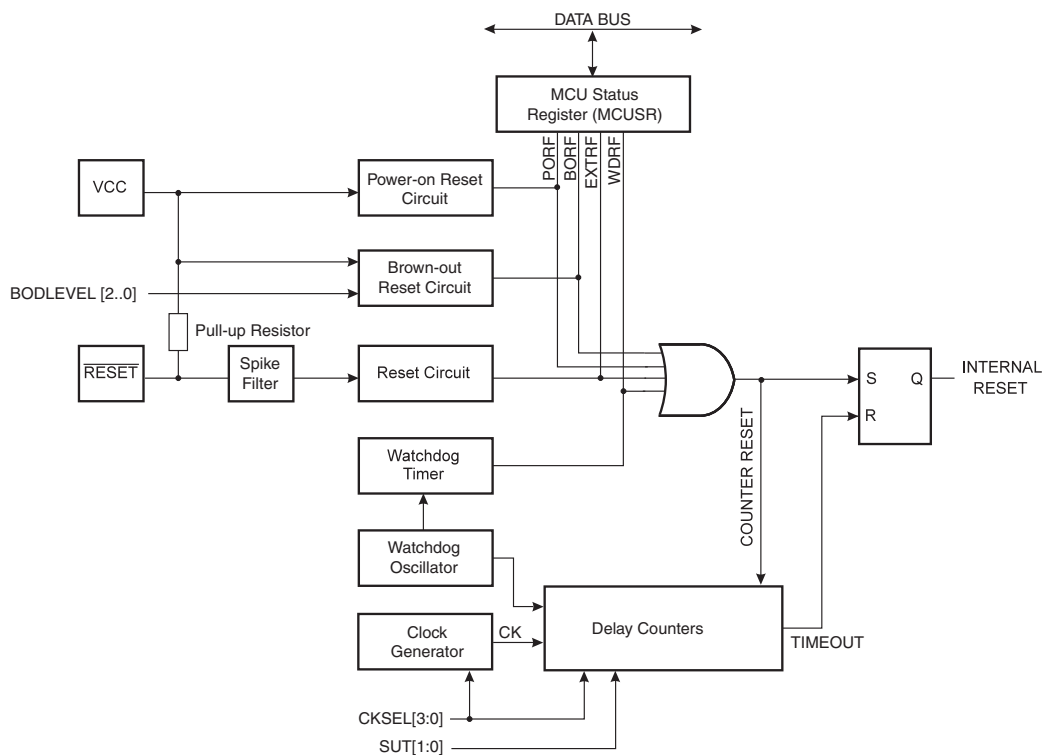 DATA BUS
MCU Status
Register (MCUSR)
PORF
BORF
EXTRF
WDRF
VCC
Power-on Reset
Circuit
Brown-out
Reset Circuit
BODLEVEL [2..0]
Pull-up Resistor
RESET
Spike
Filter
Reset Circuit
S
Q
R
INTERNAL
RESET
Watchdog
Timer
COUNTER RESET
Watchdog
Oscillator
Clock
Generator
CK
Delay Counters
TIMEOUT
CKSEL[3:0]
SUT[1:0]